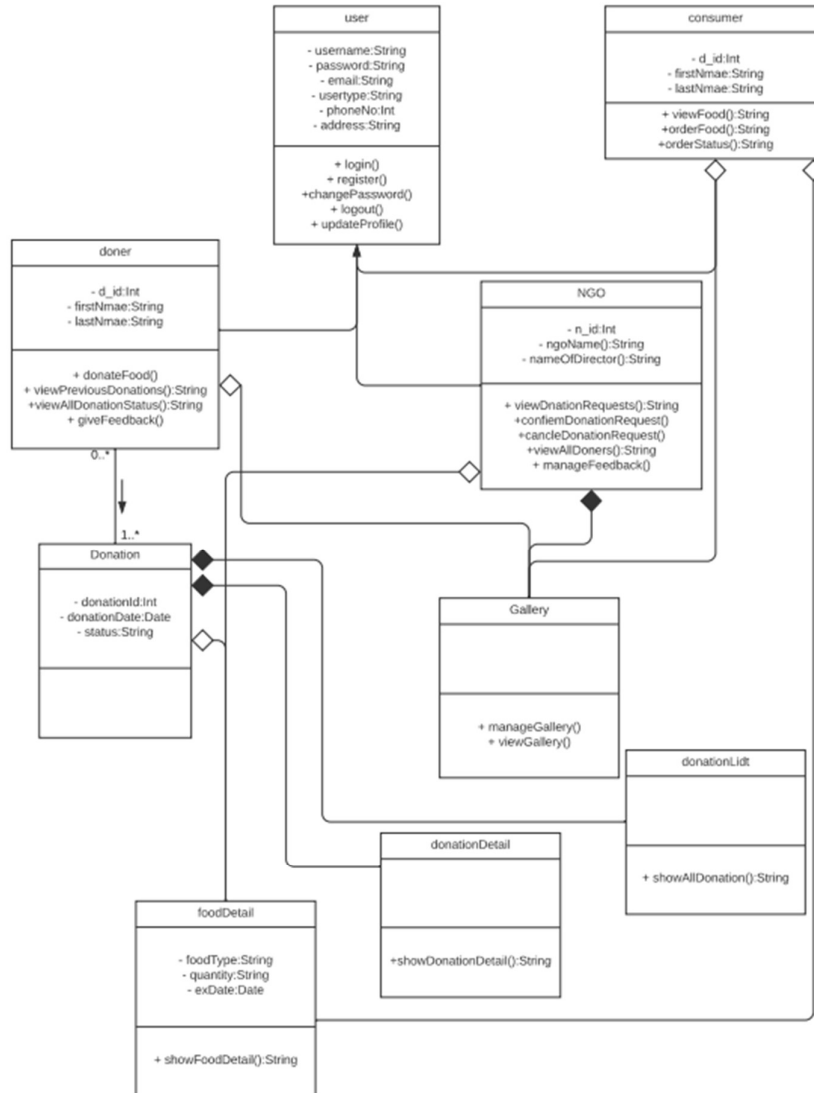 user
- username:String
- password:String
- email:String
- usertype:String
- phoneNo:Int
- address:String
+ login()
+ register()
+changePassword()
+ logout()
+ updateProfile()
consumer
- d_id:Int
- firstNmae:String
- lastNmae:String
+ viewFood():String
+orderFood():String
+orderStatus():String
doner
- d_id:Int
- firstNmae:String
- lastNmae:String
+ donateFood()
+ viewPreviousDonations():String
+viewAllDonationStatus():String
+ giveFeedback()
NGO
- n_id:Int
- ngoName():String
- nameOfDirector():String
+ viewDnationRequests():String
+confiemDonationRequest()
+cancleDonationRequest()
+viewAllDoners():String
+ manageFeedback()
0..*
1..*
Donation
- donationId:Int
- donationDate:Date
- status:String
Gallery
+ manageGallery()
+ viewGallery()
donationLidt
+ showAllDonation():String
donationDetail
+showDonationDetail():String
foodDetail
- foodType:String
- quantity:String
- exDate:Date
+ showFoodDetail():String